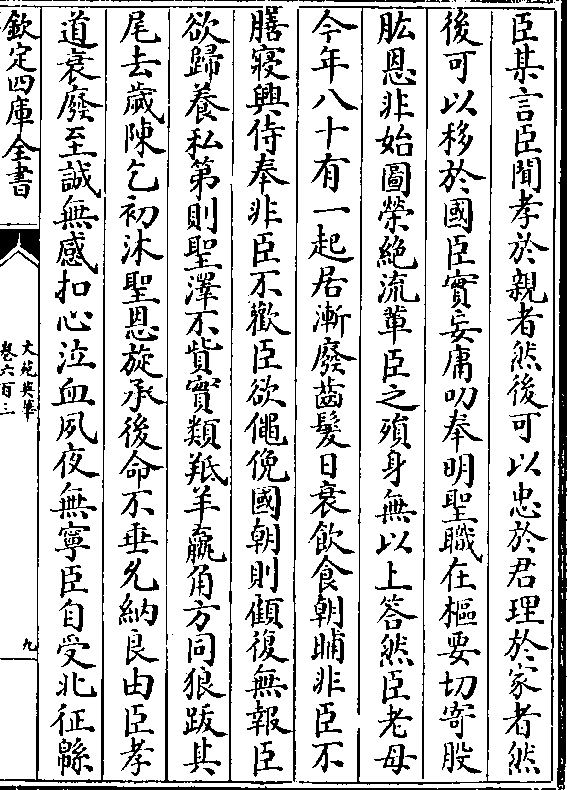 臣某言臣聞孝於親者然後可以忠於君理於家者然
後可以移於國臣實妄庸叨奉明聖職在樞要切寄股
肱恩非始圖榮絶流軰臣之殞身無以上答然臣老母
今年八十有一起居漸廢齒髮日衰飲食朝晡非臣不
膳寢興侍奉非臣不歡臣欲僶俛國朝則顧復無報臣
欲歸養私第則聖澤不貲實類羝羊羸角方同狼跋其
尾去歲陳乞初沐聖恩旋承後命不垂允納良由臣孝
道衰廢至誠無感扣心泣血夙夜無寧臣自受北征緜
欽定四庫全書
文苑英華
卷六百三
九